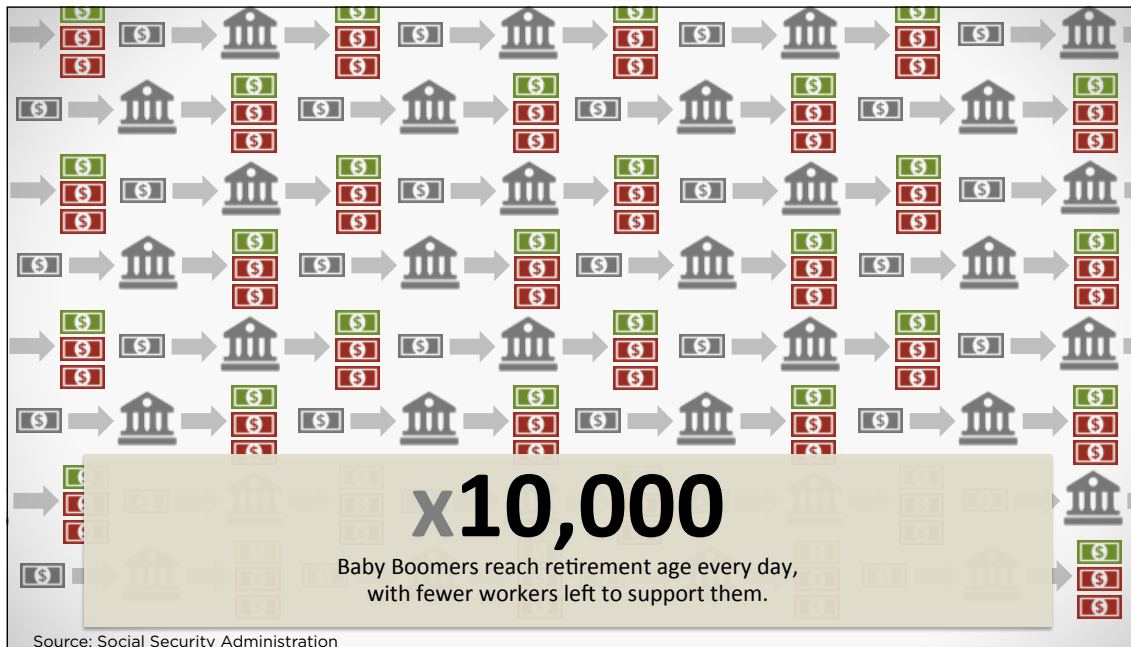 x10,000
Baby Boomers reach retirement age every day,
with fewer workers left to support them.
Source: Social Security Administration